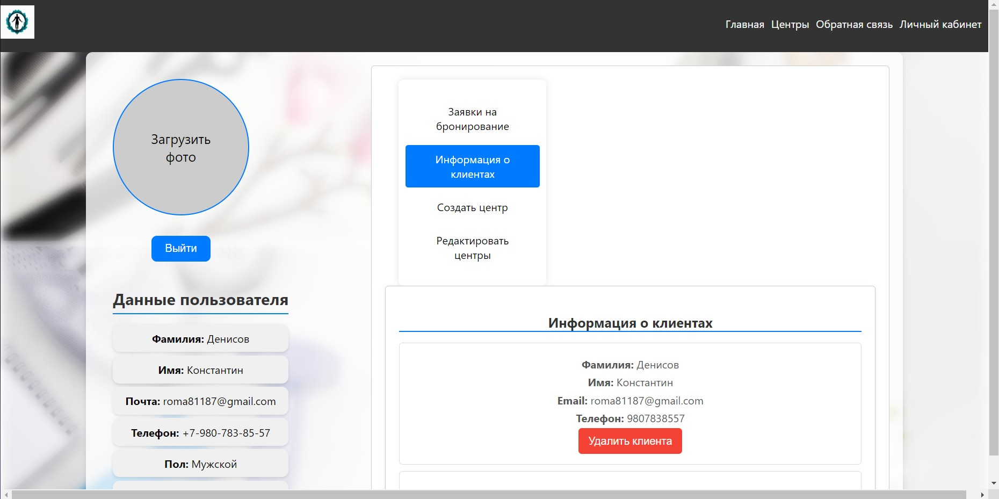 Главная Центры Обратная связь Личный кабинет
Загрузить
фото
Выйти
Данные пользователя
Фамилия: Денисов
Имя: Константин
Почта: roma81187@gmail.com
Телефон: +7-980-783-85-57
Пол: Мужской
Заявки на
бронирование
Информация о
клиентах
Создать центр
Редактировать
центры
Информация о клиентах
Фамилия: Денисов
Имя: Константин
Email: roma81187@gmail.com
Телефон: 9807838557
Удалить клиента